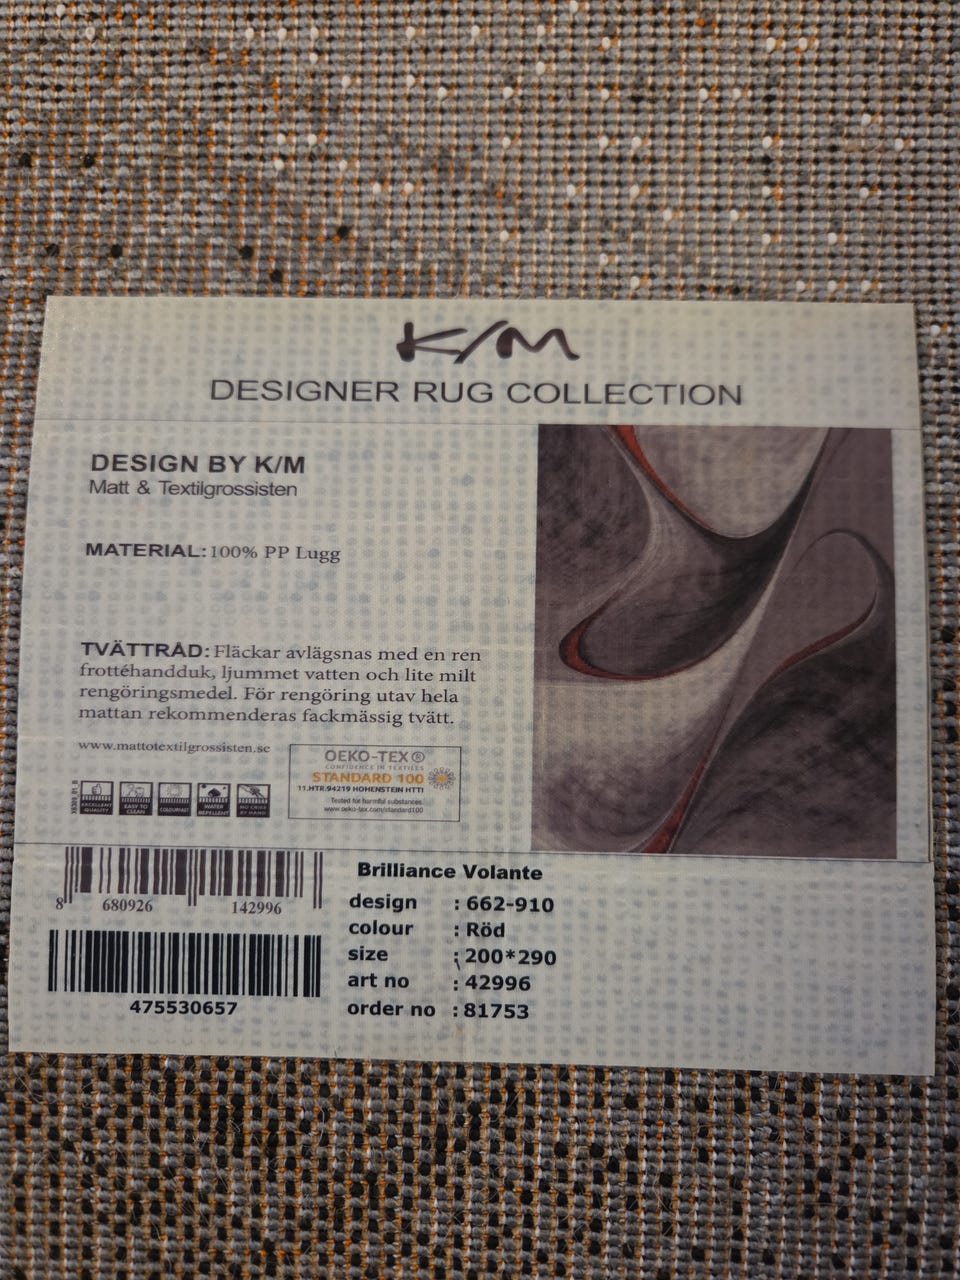 K/M
DESIGNER RUG COLLECTION
DESIGN BY K/M
Matt & Textilgrossisten
MATERIAL: 100% PP Lugg
TVÄTTRÅD: Fläckar avlägsnas med en ren
frottéhandduk, ljummet vatten och lite milt
rengöringsmedel. För rengöring utav hela
mattan rekommenderas fackmässig tvätt.
www.mattotextilgrossisten.se
OEKO-TEX®
CONFIDENCE IN TEXTILES
STANDARD 100
11.HTR.94219 HOHENSTEIN HTTI
Tested for harmful substances.
www.oeko-tex.com/standard100
EXCELLENT
QUALITY
EASY TO
CLEAN
WATER
REPELLENT
8 680926 142996
475530657
Brilliance Volante
design : 662-910
colour : Röd
size : 200*290
art no : 42996
order no : 81753